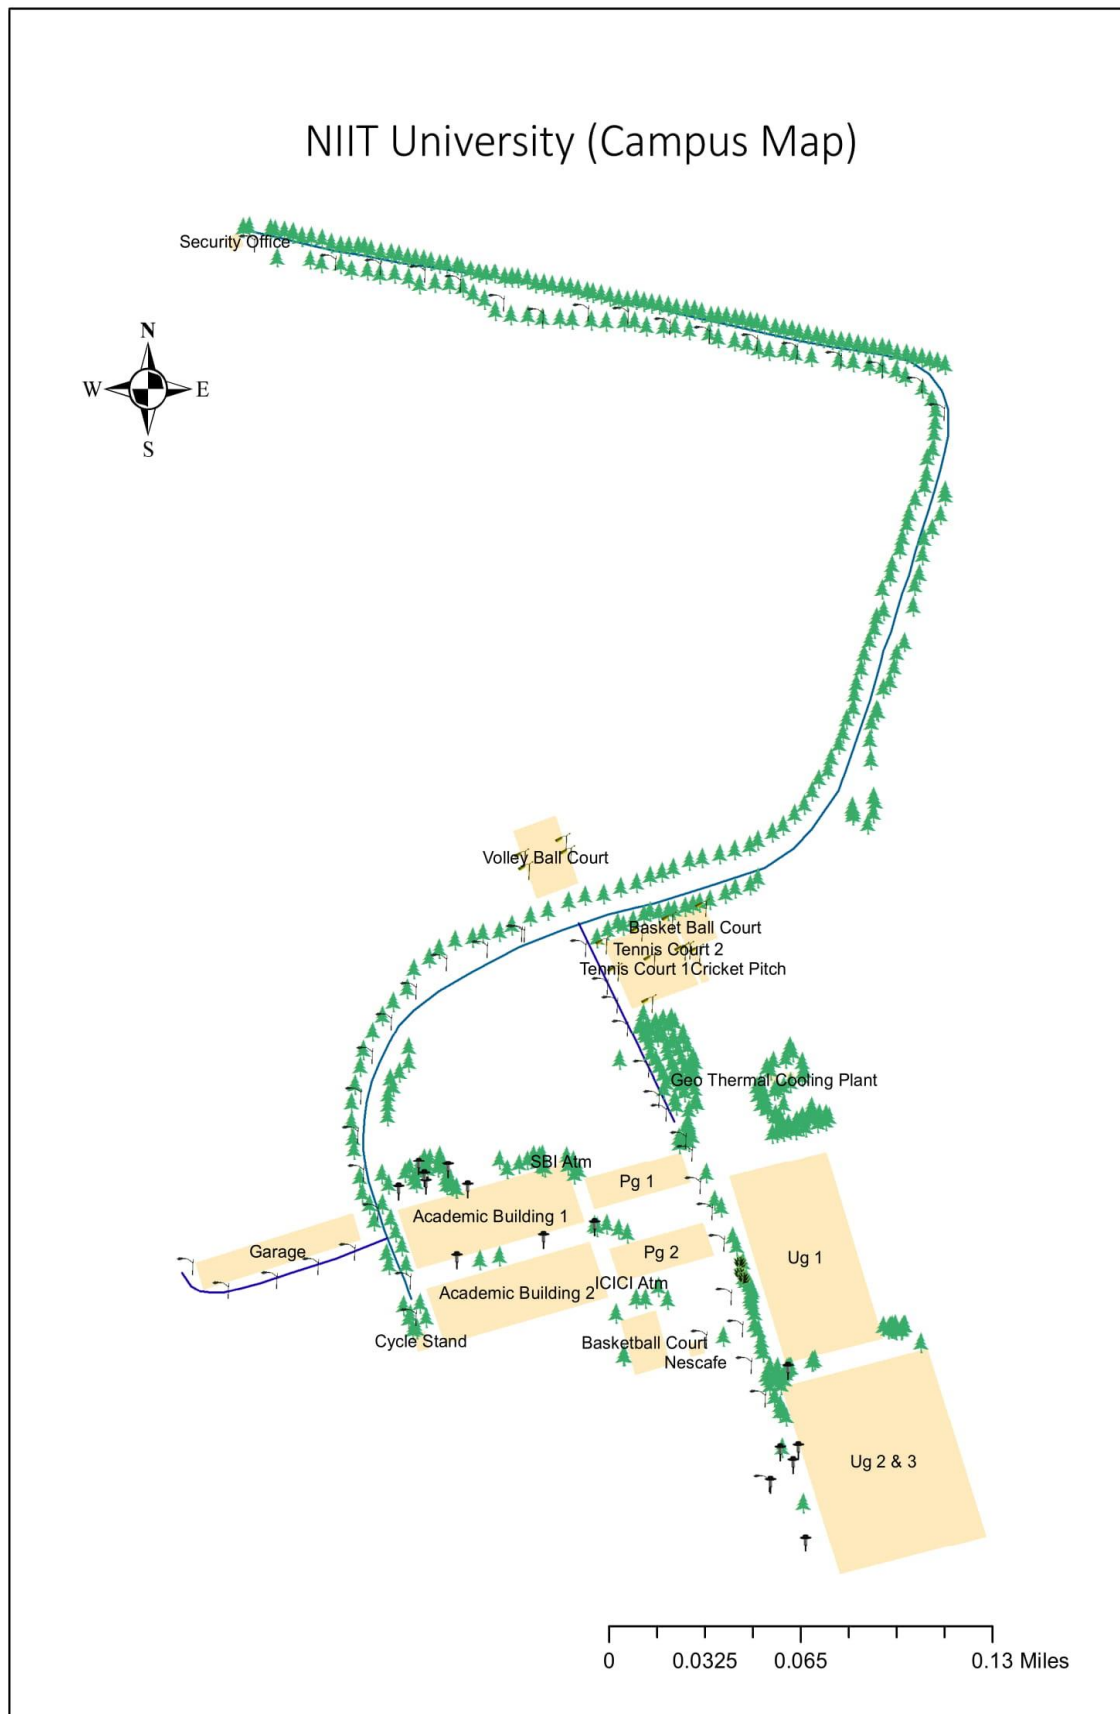 NIIT University (Campus Map)
Security Office
N
W E
S
Volley Ball Court
Basket Ball Court
Tennis Court 2
Tennis Court 1 Cricket Pitch
Geo Thermal Cooling Plant
SBI Atm
Pg 1
Academic Building 1
Garage
Pg 2
Ug 1
ICICI Atm
Academic Building 2
Cycle Stand
Basketball Court
Nescafe
Ug 2 & 3
0 0.0325 0.065 0.13 Miles